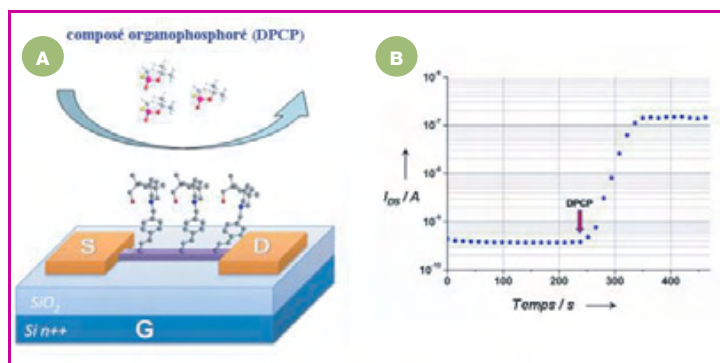 composé organophosphoré (DPCP)
A
S
D
SiO₂
Si n++
G
B
10⁻⁶
10⁻⁷
10⁻⁸
10⁻⁹
10⁻¹⁰
I_DS / A
DPCP
0
100
200
300
400
Temps / s